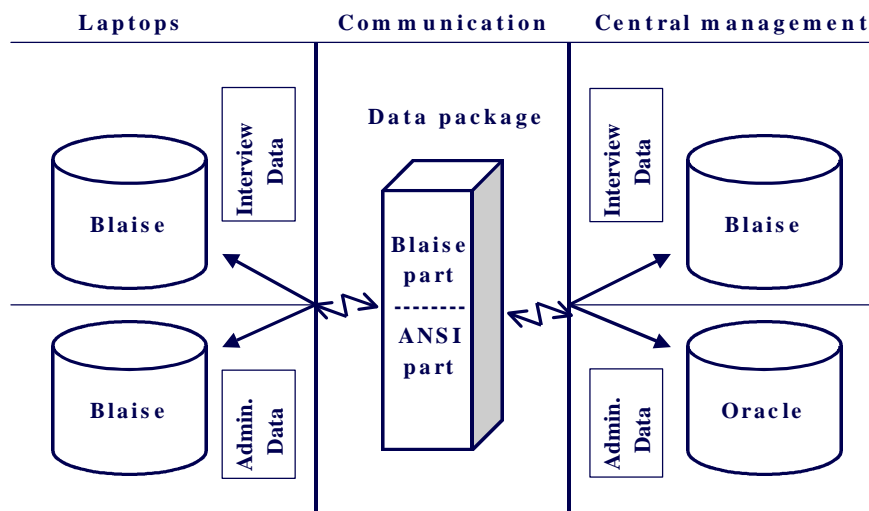 Laptops
Communication
Central management
Data package
Interview
Data
Blaise
Blaise
part
ANSI
part
Interview
Data
Blaise
Blaise
Admin.
Data
Admin.
Data
Oracle